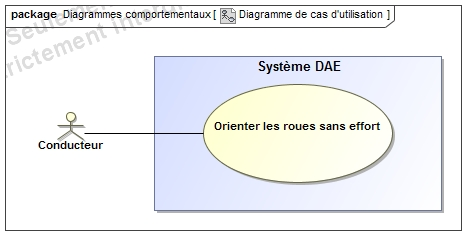 package Diagrammes comportementaux [ Diagramme de cas d'utilisation ]
Système DAE
Orienter les roues sans effort
Conducteur